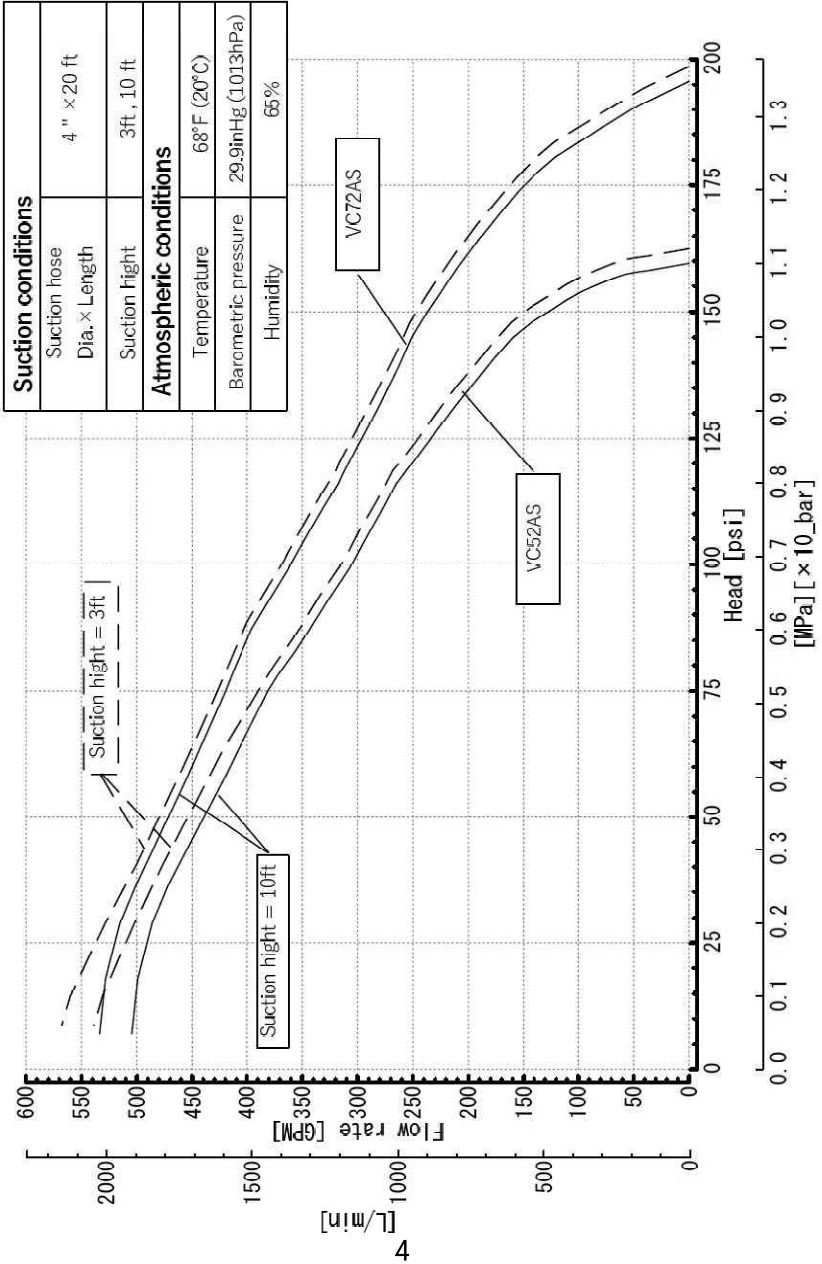 Suction conditions
Suction hose
Dia.× Length
4 " ×20 ft
Suction hight
3ft , 10 ft
Atmospheric conditions
Temperature
68°F (20°C)
Barometric pressure
29.9inHg (1013hPa)
Humidity
65%
VC72AS
VC52AS
Suction hight = 3ft
Suction hight = 10ft
600
550
500
450
400
350
300
250
200
150
100
50
0
Flow rate [GPM]
2000
1500
1000
500
0
[L/min]
0
25
50
75
100
125
150
175
200
Head [psi]
0.0
0.1
0.2
0.3
0.4
0.5
0.6
0.7
0.8
0.9
1.0
1.1
1.2
1.3
[MPa] [ ×10_bar]
4